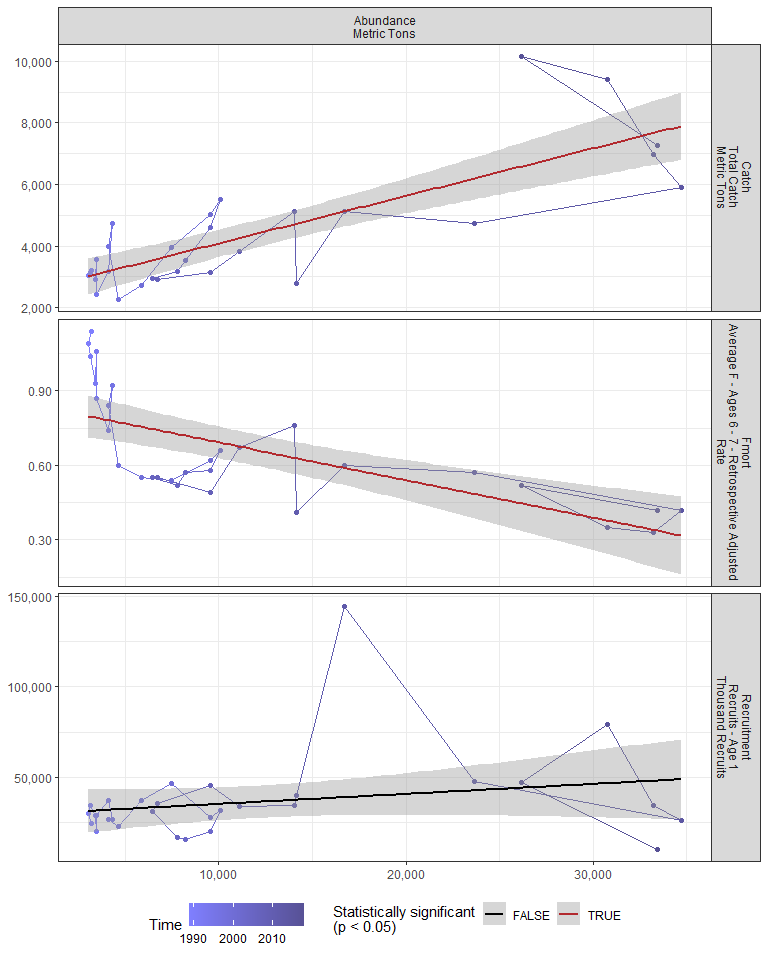 Abundance
Metric Tons
10,000
8,000
6,000
4,000
2,000
Catch
Total Catch
Metric Tons
0.90
0.60
0.30
Fmort
Average F - Ages 6 - 7 - Retrospective Adjusted
Rate
150,000
100,000
50,000
Recruitment
Recruits - Age 1
Thousand Recruits
10,000
20,000
30,000
Time
1990
2000
2010
Statistically significant
(p < 0.05)
FALSE
TRUE